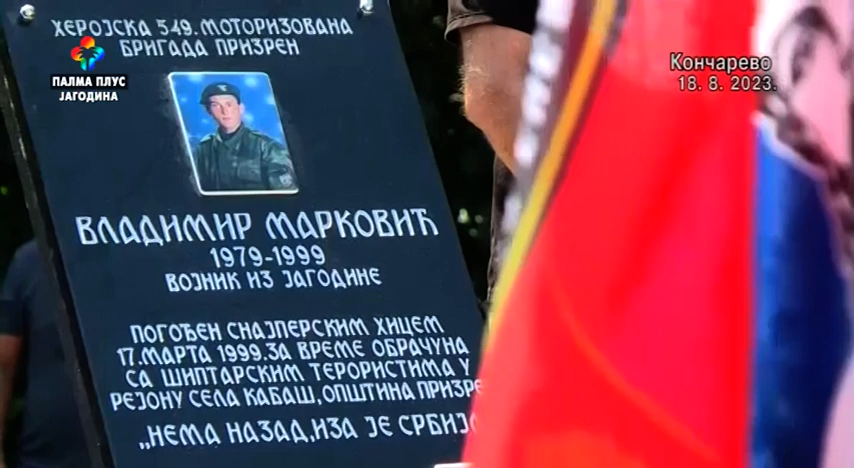 ХЕРОЈСКА 549. МОТОРИЗОВАНА
БРИГАДА ПРИЗРЕН
ПАЛМА ПЛУС
ЈАГОДИНА
Кончарево
18. 8. 2023.
ВЛАДИМИР МАРКОВИЋ
1979-1999
ВОЈНИК ИЗ ЈАГОДИНЕ
ПОГОЂЕН СНАЈПЕРСКИМ ХИЦЕМ
17.МАРТА 1999.ЗА ВРЕМЕ ОБРАЧУНА
СА ШИПТАРСКИМ ТЕРОРИСТИМА У
РЕЈОНУ СЕЛА КАБАШ,ОПШТИНА ПРИЗРЕ
„НЕМА НАЗАД,ИЗА ЈЕ СРБИЈА